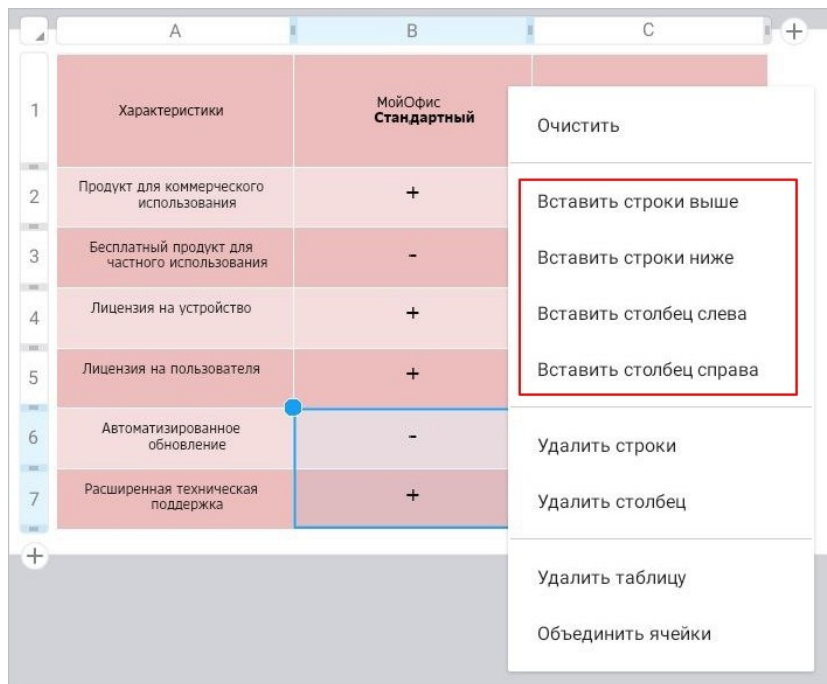 A B C +
1 Характеристики МойОфис
Стандартный
2 Продукт для коммерческого
использования +
3 Бесплатный продукт для
частного использования -
4 Лицензия на устройство +
5 Лицензия на пользователя +
6 Автоматизированное
обновление -
7 Расширенная техническая
поддержка +
+
Очистить
Вставить строки выше
Вставить строки ниже
Вставить столбец слева
Вставить столбец справа
Удалить строки
Удалить столбец
Удалить таблицу
Объединить ячейки